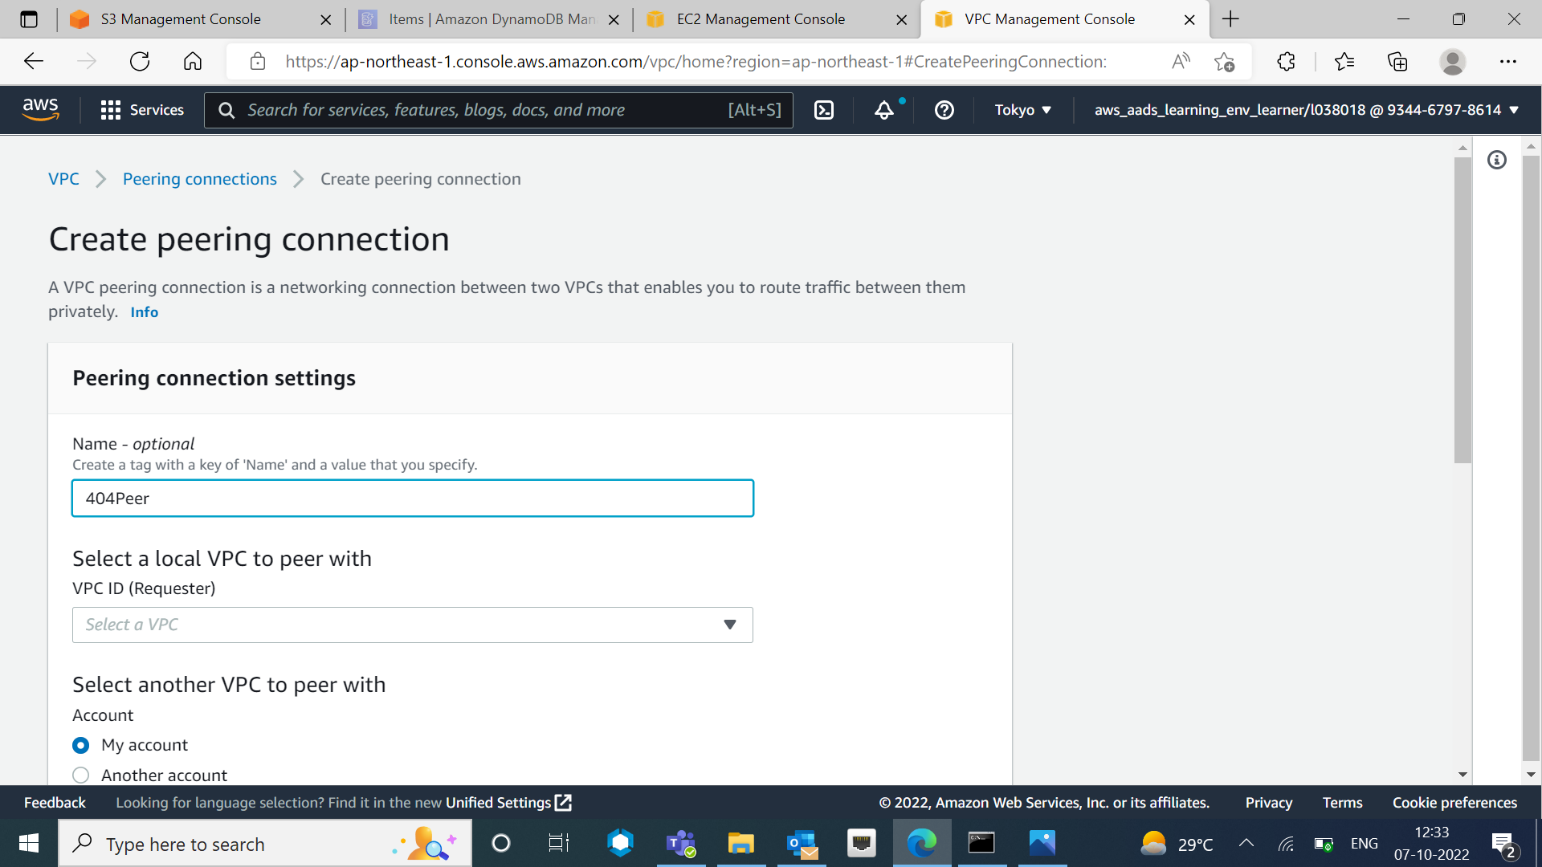 S3 Management Console
Items | Amazon DynamoDB Man
EC2 Management Console
VPC Management Console
https://ap-northeast-1.console.aws.amazon.com/vpc/home?region=ap-northeast-1#CreatePeeringConnection:
aws
Services
Search for services, features, blogs, docs, and more
[Alt+S]
Tokyo
aws_aads_learning_env_learner/l038018 @ 9344-6797-8614
VPC
Peering connections
Create peering connection
Create peering connection
A VPC peering connection is a networking connection between two VPCs that enables you to route traffic between them
privately. Info
Peering connection settings
Name - optional
Create a tag with a key of 'Name' and a value that you specify.
404Peer
Select a local VPC to peer with
VPC ID (Requester)
Select a VPC
Select another VPC to peer with
Account
My account
Another account
Feedback
Looking for language selection? Find it in the new Unified Settings
© 2022, Amazon Web Services, Inc. or its affiliates.
Privacy
Terms
Cookie preferences
Type here to search
29°C
ENG
12:33
07-10-2022
2